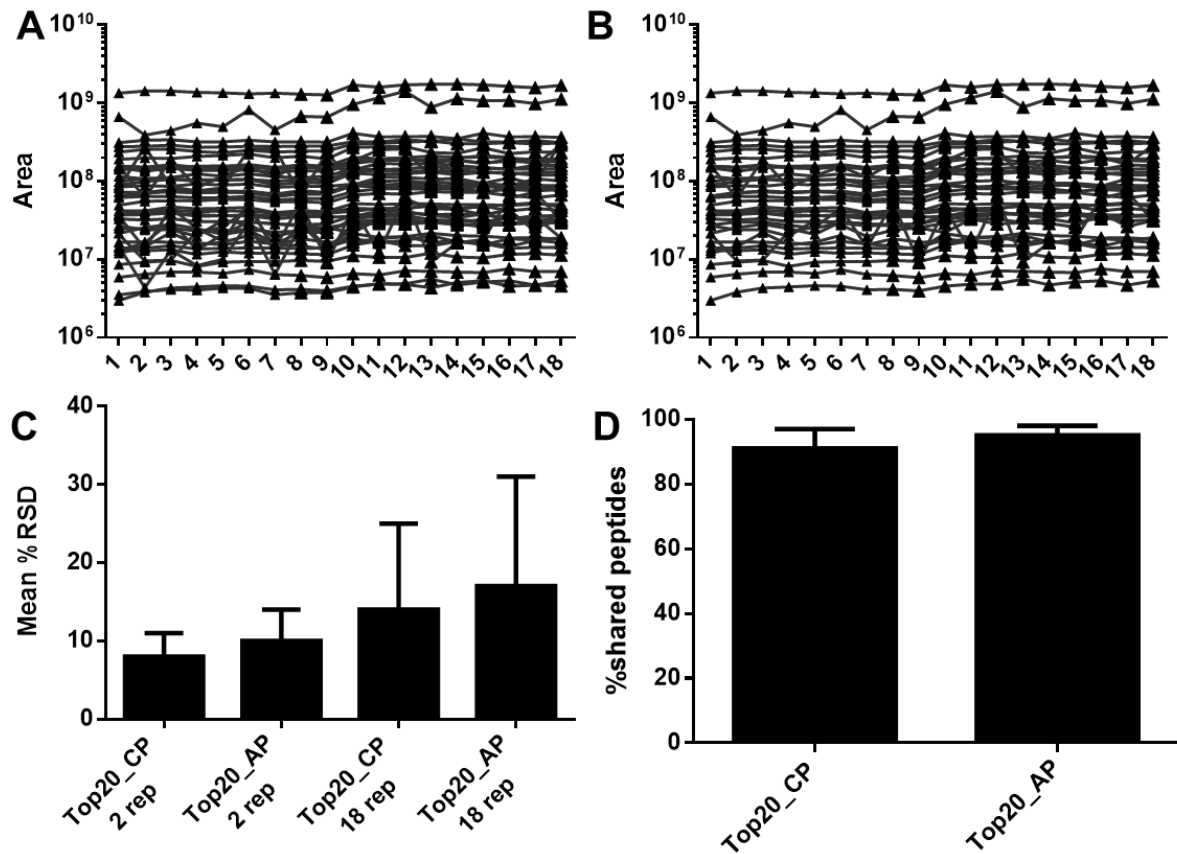 A
10^10
10^9
10^8
10^7
10^6
Area
1 2 3 4 5 6 7 8 9 10 11 12 13 14 15 16 17 18
B
10^10
10^9
10^8
10^7
10^6
Area
1 2 3 4 5 6 7 8 9 10 11 12 13 14 15 16 17 18
C
40
30
20
10
0
Mean % RSD
Top20_CP
2 rep
Top20_AP
2 rep
Top20_CP
18 rep
Top20_AP
18 rep
D
100
80
60
40
20
0
%shared peptides
Top20_CP
Top20_AP